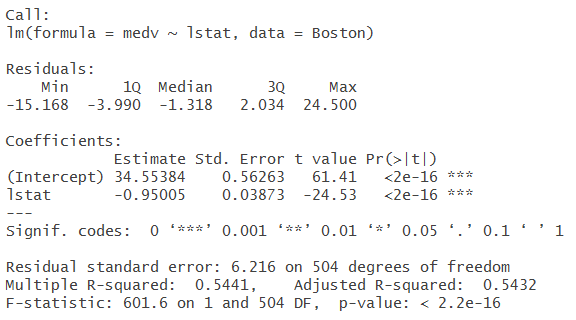 Call:
lm(formula = medv ~ lstat, data = Boston)
Residuals:
Min 1Q Median 3Q Max
-15.168 -3.990 -1.318 2.034 24.500
Coefficients:
Estimate Std. Error t value Pr(>|t|)
(Intercept) 34.55384 0.56263 61.41 <2e-16 ***
lstat -0.95005 0.03873 -24.53 <2e-16 ***
---
Signif. codes: 0 ‘***’ 0.001 ‘**’ 0.01 ‘*’ 0.05 ‘.’ 0.1 ‘ ’ 1
Residual standard error: 6.216 on 504 degrees of freedom
Multiple R-squared: 0.5441, Adjusted R-squared: 0.5432
F-statistic: 601.6 on 1 and 504 DF, p-value: < 2.2e-16